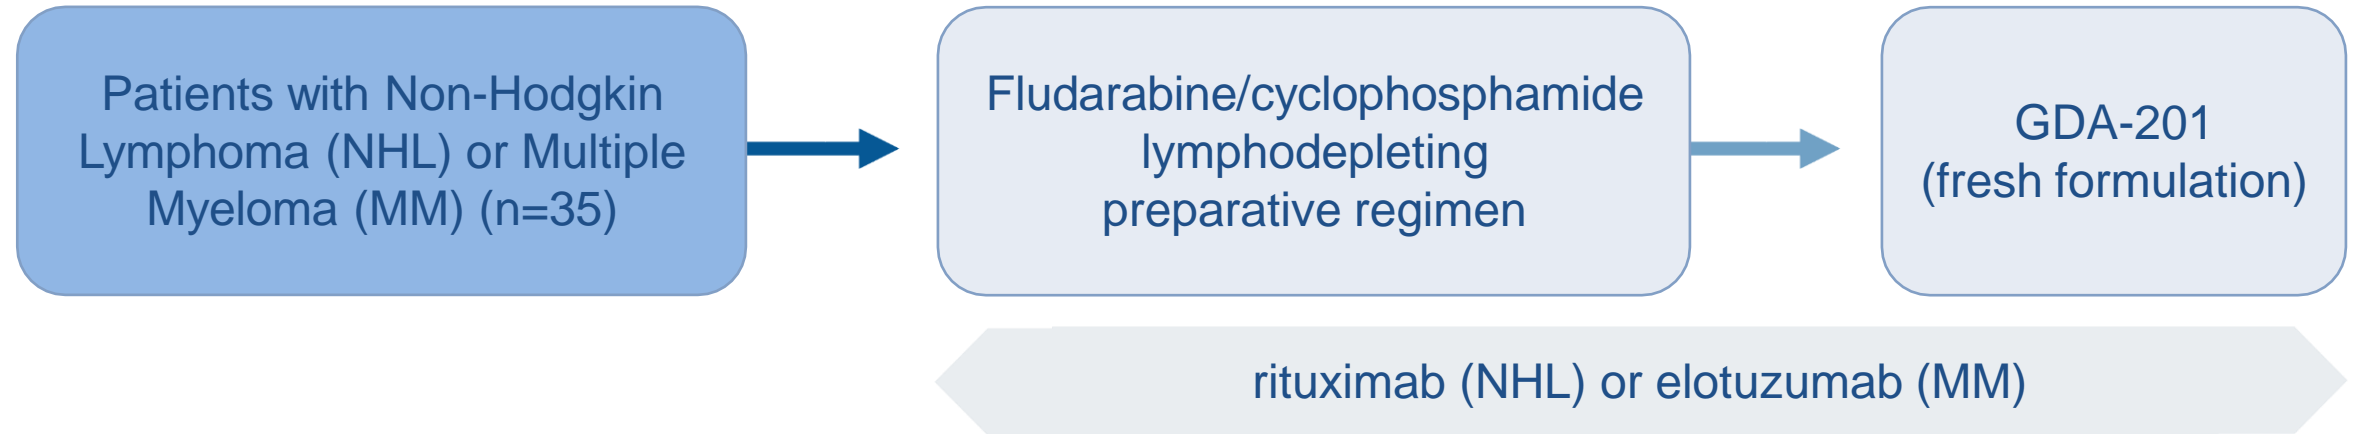 Patients with Non-Hodgkin
Lymphoma (NHL) or Multiple
Myeloma (MM) (n=35)
Fludarabine/cyclophosphamide
lymphodepleting
preparative regimen
GDA-201
(fresh formulation)
rituximab (NHL) or elotuzumab (MM)